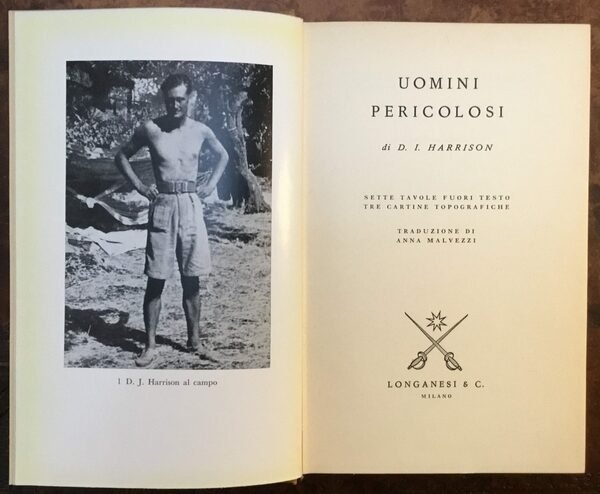 1 D. J. Harrison al campo
UOMINI
PERICOLOSI
di D. I. HARRISON
SETTE TAVOLE FUORI TESTO
TRE CARTINE TOPOGRAFICHE
TRADUZIONE DI
ANNA MALVEZZI
LONGANESI & C.
MILANO